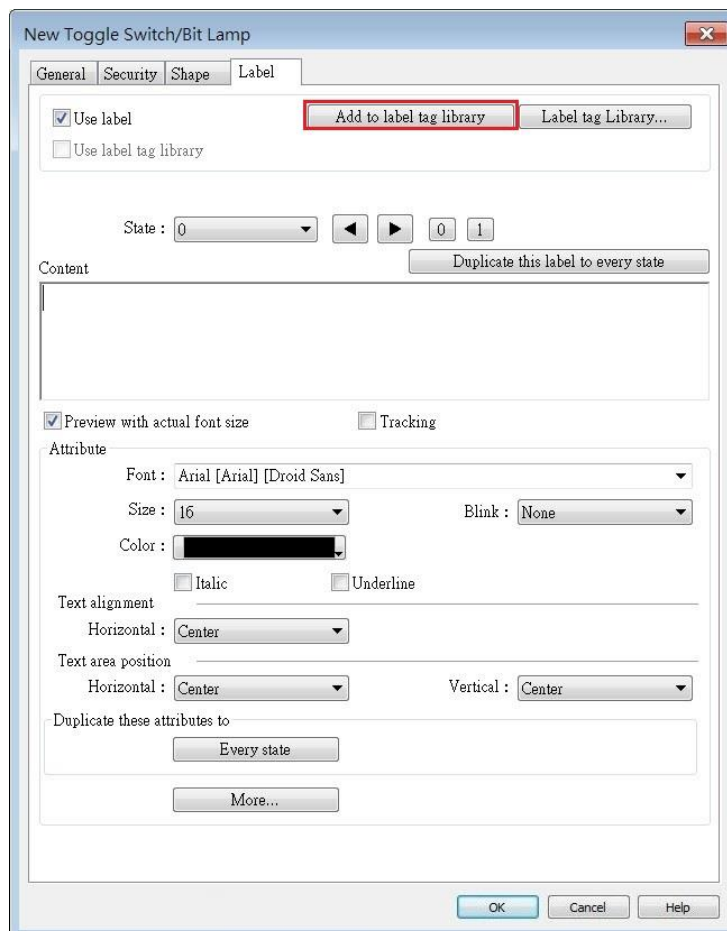 New Toggle Switch/Bit Lamp
General Security Shape Label
Use label Add to label tag library Label tag Library...
Use label tag library
State : 0 0 1
Duplicate this label to every state
Content
Preview with actual font size Tracking
Attribute
Font : Arial [Arial] [Droid Sans]
Size : 16 Blink : None
Color :
Italic Underline
Text alignment
Horizontal : Center
Text area position
Horizontal : Center Vertical : Center
Duplicate these attributes to
Every state
More...
OK Cancel Help